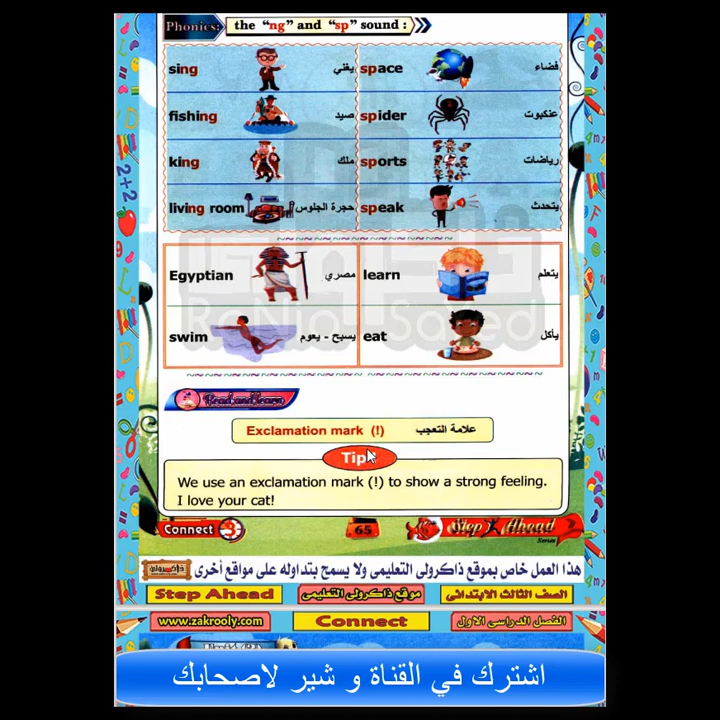 Phonics: the "ng" and "sp" sound :
sing يغني space فضاء
fishing صيد spider عنكبوت
king ملك sports رياضات
living room حجرة الجلوس speak يتحدث
Egyptian مصري learn يتعلم
swim يسبح - يعوم eat يأكل
Read and learn
Exclamation mark (!) علامة التعجب
Tip
We use an exclamation mark (!) to show a strong feeling.
I love your cat!
Connect 3 65 Step Ahead
Series
هذا العمل خاص بموقع ذاكرولى التعليمى ولا يسمح بتداوله على مواقع أخرى ذاكرولى
Step Ahead موقع ذاكرولى التعليمى الصف الثالث الابتدائى
www.zakrooly.com Connect الفصل الدراسى الاول
اشترك في القناة و شير لاصحابك